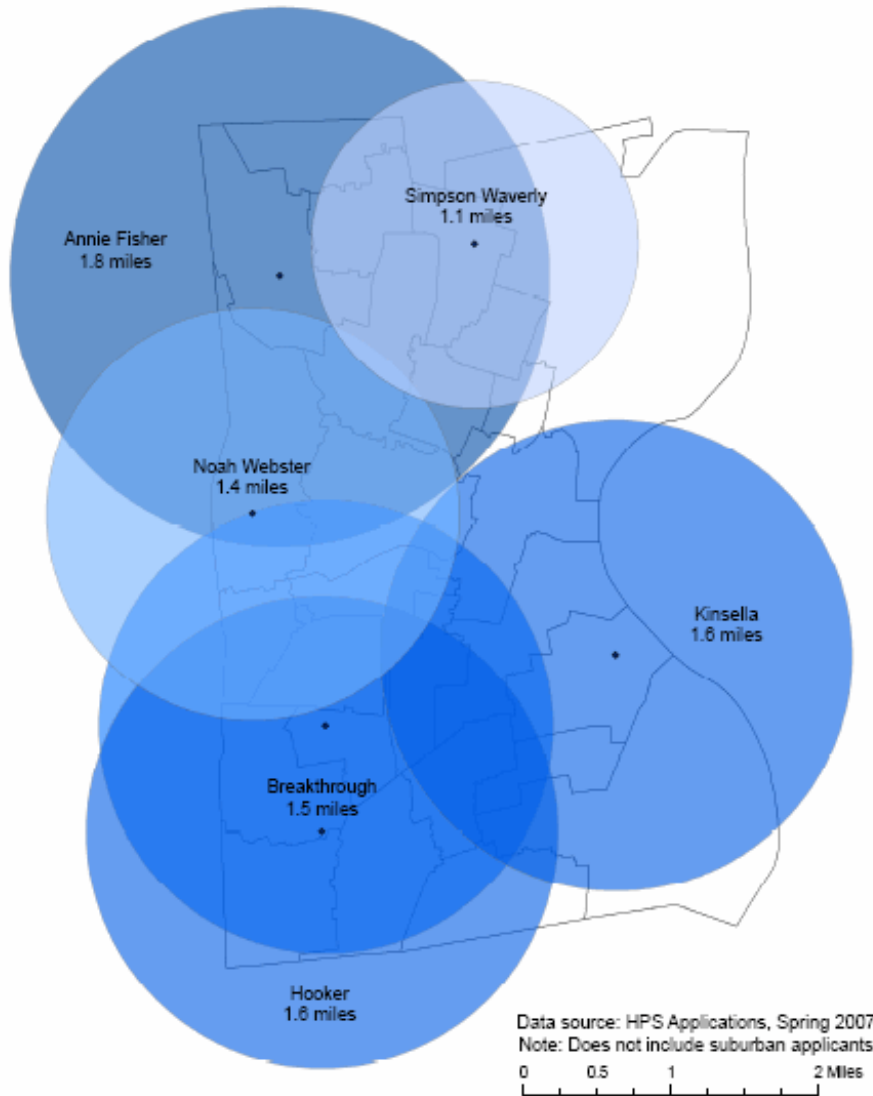 Simpson Waverly
1.1 miles
Annie Fisher
1.8 miles
Noah Webster
1.4 miles
Kinsella
1.6 miles
Breakthrough
1.5 miles
Hooker
1.6 miles
Data source: HPS Applications, Spring 2007
Note: Does not include suburban applicants
0 0.5 1 2 Miles